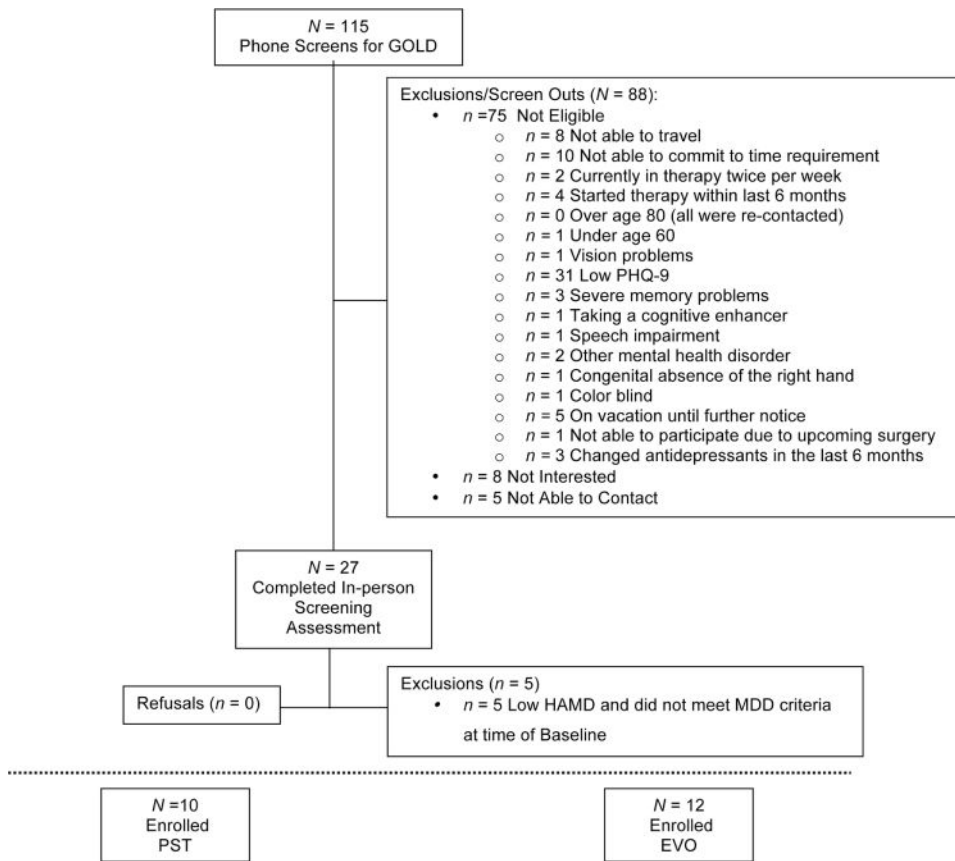 N = 115
Phone Screens for GOLD
Exclusions/Screen Outs (N = 88):
• n =75 Not Eligible
o n = 8 Not able to travel
o n = 10 Not able to commit to time requirement
o n = 2 Currently in therapy twice per week
o n = 4 Started therapy within last 6 months
o n = 0 Over age 80 (all were re-contacted)
o n = 1 Under age 60
o n = 1 Vision problems
o n = 31 Low PHQ-9
o n = 3 Severe memory problems
o n = 1 Taking a cognitive enhancer
o n = 1 Speech impairment
o n = 2 Other mental health disorder
o n = 1 Congenital absence of the right hand
o n = 1 Color blind
o n = 5 On vacation until further notice
o n = 1 Not able to participate due to upcoming surgery
o n = 3 Changed antidepressants in the last 6 months
• n = 8 Not Interested
• n = 5 Not Able to Contact
N = 27
Completed In-person
Screening
Assessment
Refusals (n = 0)
Exclusions (n = 5)
• n = 5 Low HAMD and did not meet MDD criteria
at time of Baseline
N =10
Enrolled
PST
N = 12
Enrolled
EVO